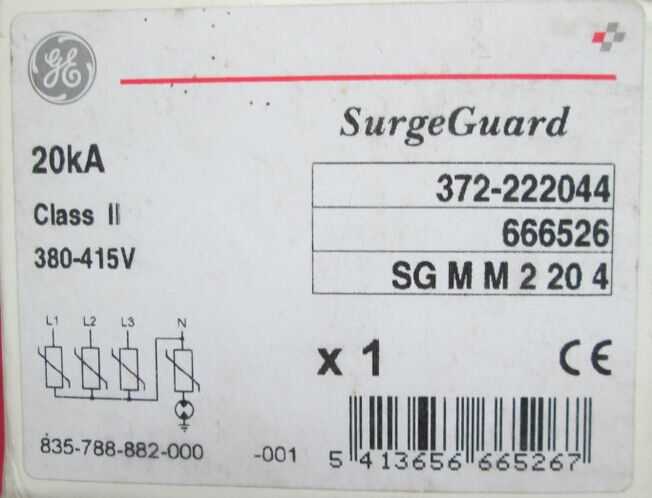 GE
SurgeGuard
20kA
Class II
380-415V
372-222044
666526
SG M M 2 20 4
L1 L2 L3 N
x 1 CE
835-788-882-000 -001
5 413656 665267